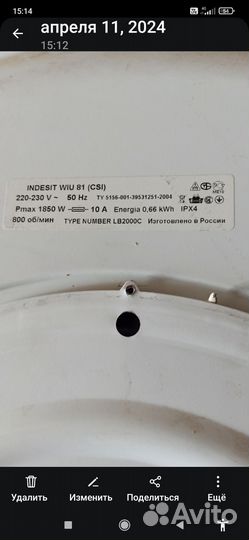 15:14
54
апреля 11, 2024
15:12
INDESIT WIU 81 (CSI)
220-230 V ~ 50 Hz ТУ 5156-001-39531251-2004
Pmax 1850 W 10 A Energia 0,66 kWh IPX4
800 об/мин TYPE NUMBER LB2000C Изготовлено в России
Удалить Изменить Поделиться Ещё
Avito